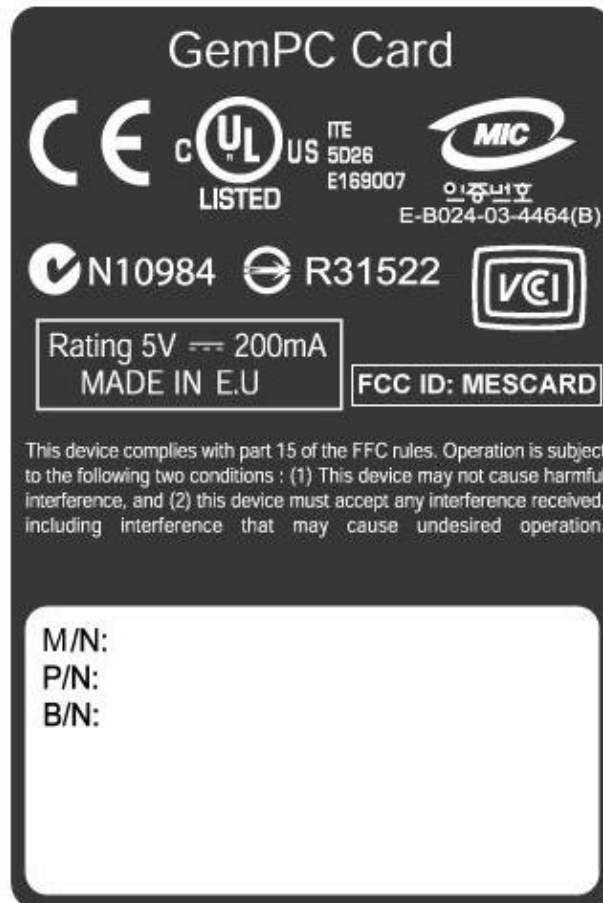 GemPC Card
CE
C UL US LISTED
ITE
5D26
E169007
MIC
인증번호
E-B024-03-4464(B)
N10984 R31522
VCI
Rating 5V 200mA
MADE IN E.U
FCC ID: MESCARD
This device complies with part 15 of the FFC rules. Operation is subject
to the following two conditions : (1) This device may not cause harmful
interference, and (2) this device must accept any interference received,
including interference that may cause undesired operation.
M/N:
P/N:
B/N: